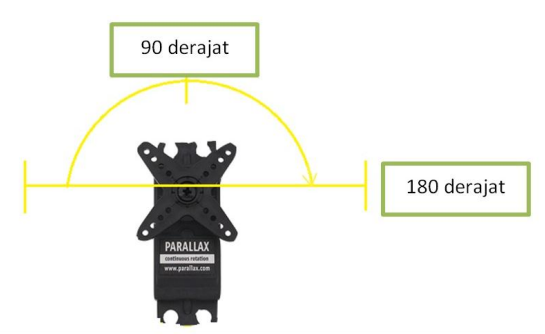 90 derajat
180 derajat
PARALLAX
continuous rotation
www.parallax.com